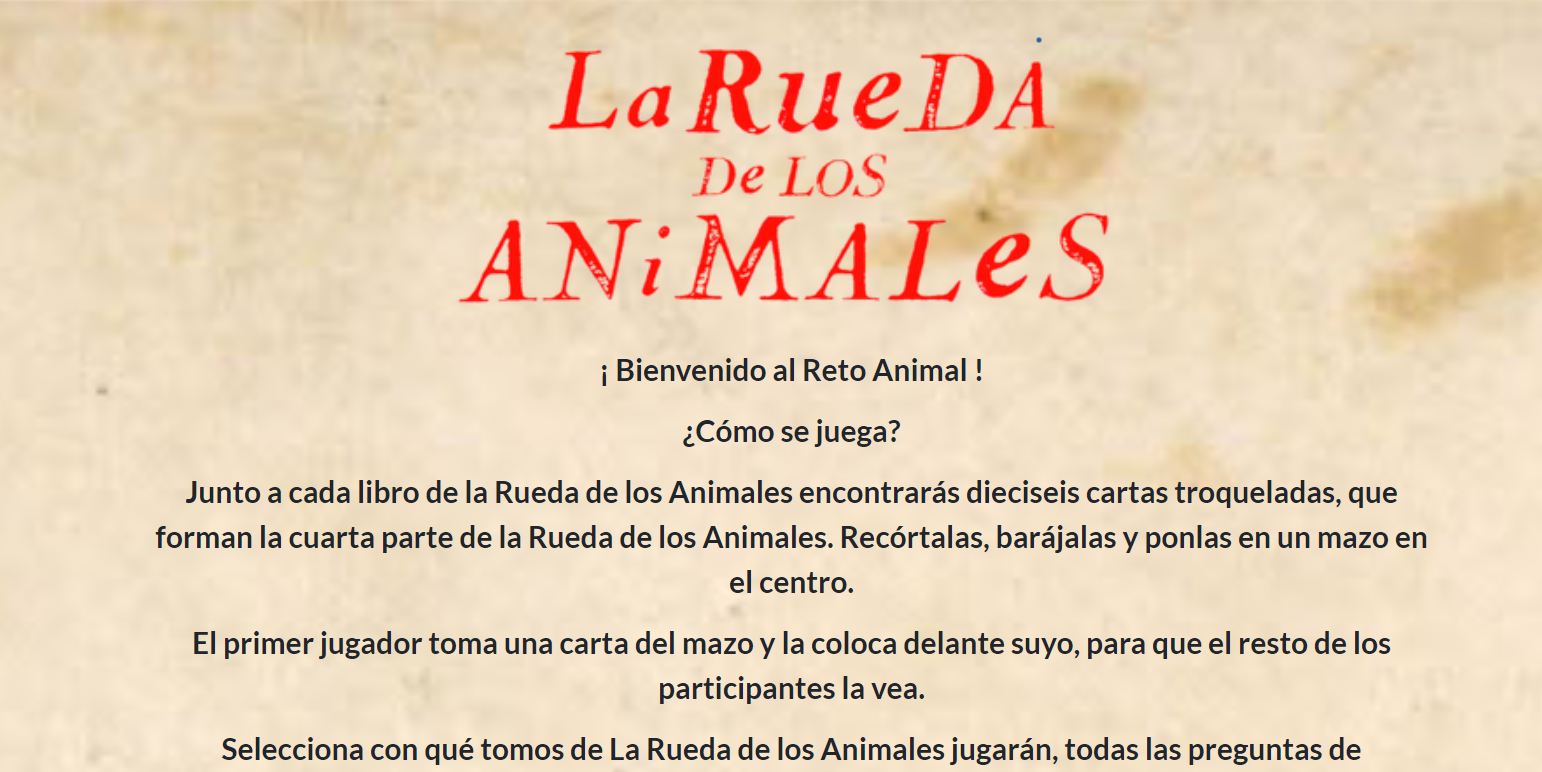 La RueDA
De LOS
ANiMALeS
¡ Bienvenido al Reto Animal !
¿Cómo se juega?
Junto a cada libro de la Rueda de los Animales encontrarás dieciseis cartas troqueladas, que
forman la cuarta parte de la Rueda de los Animales. Recórtalas, barájalas y ponlas en un mazo en
el centro.
El primer jugador toma una carta del mazo y la coloca delante suyo, para que el resto de los
participantes la vea.
Selecciona con qué tomos de La Rueda de los Animales jugarán, todas las preguntas de